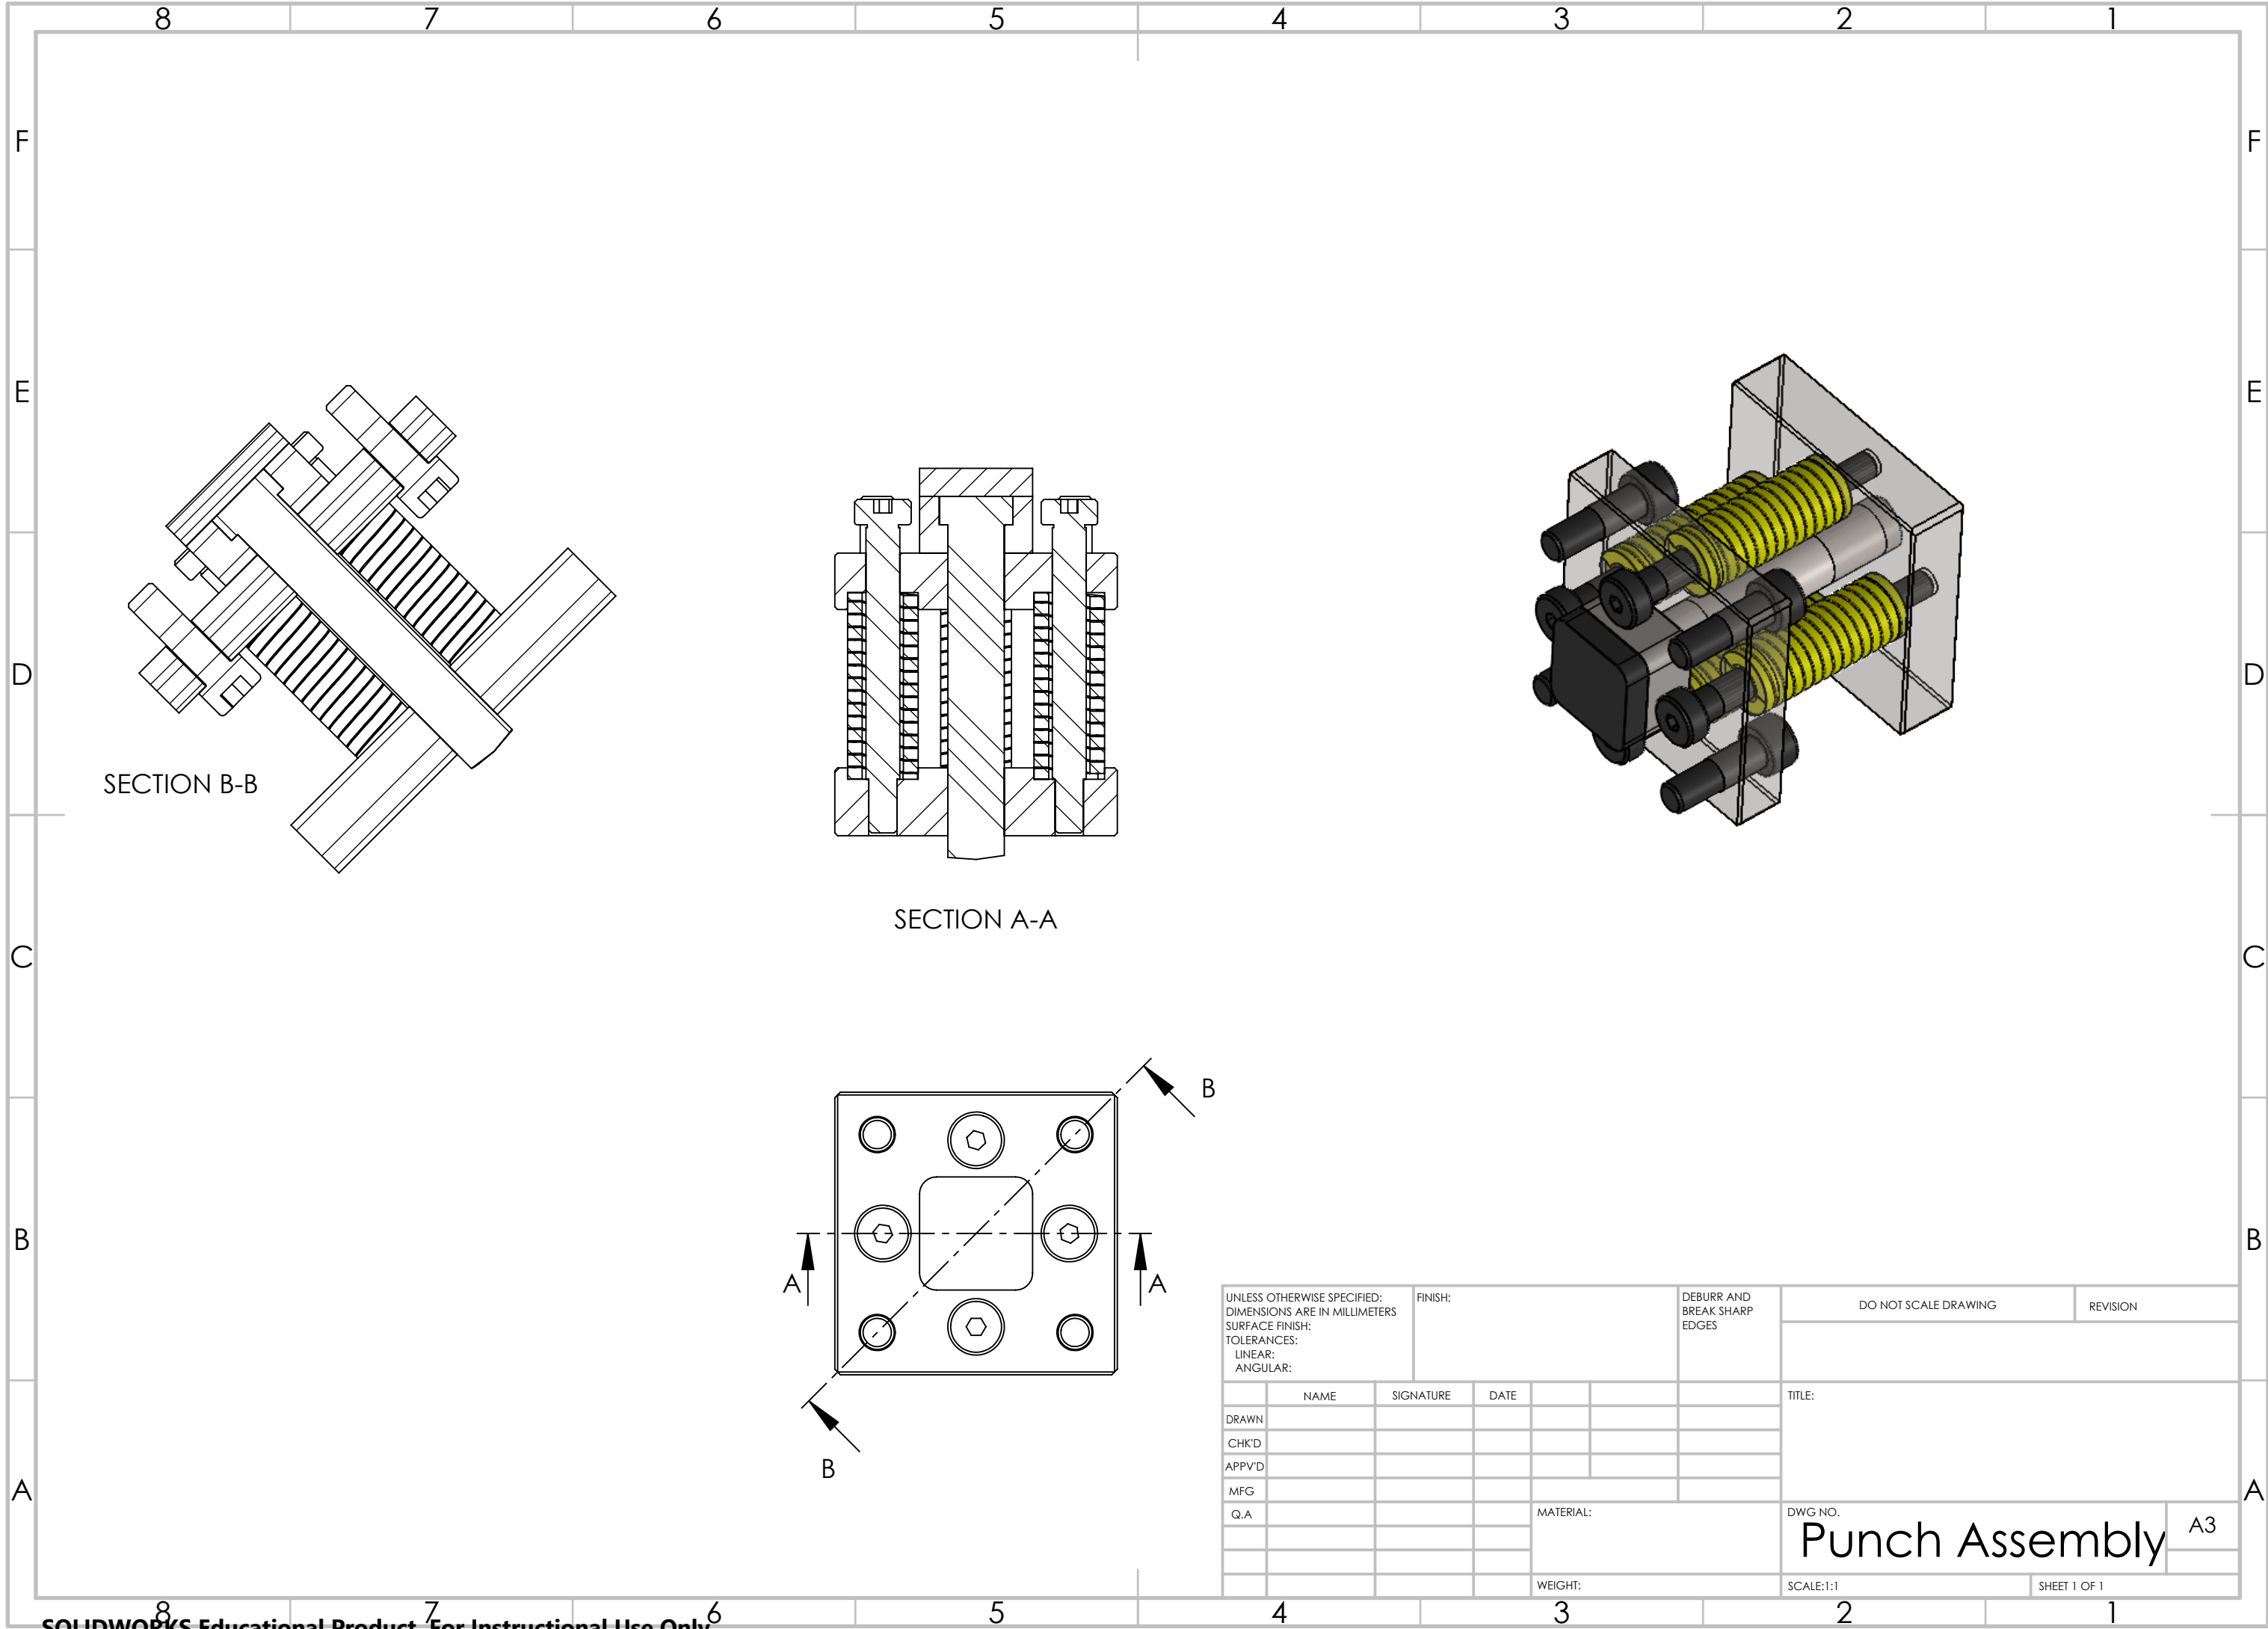 8 7 6 5 4 3 2 1
F F
E E
D D
SECTION B-B
SECTION A-A
C C
B
B B
A A
B
UNLESS OTHERWISE SPECIFIED:
DIMENSIONS ARE IN MILLIMETERS
SURFACE FINISH:
TOLERANCES:
LINEAR:
ANGULAR:
FINISH:
DEBURR AND
BREAK SHARP
EDGES
DO NOT SCALE DRAWING
REVISION
NAME SIGNATURE DATE
TITLE:
DRAWN
CHK'D
APPV'D
MFG
Q.A
A A
MATERIAL:
DWG NO.
Punch Assembly
A3
WEIGHT:
SCALE:1:1
SHEET 1 OF 1
8 7 6 5 4 3 2 1
SOLIDWORKS Educational Product. For Instructional Use Only.